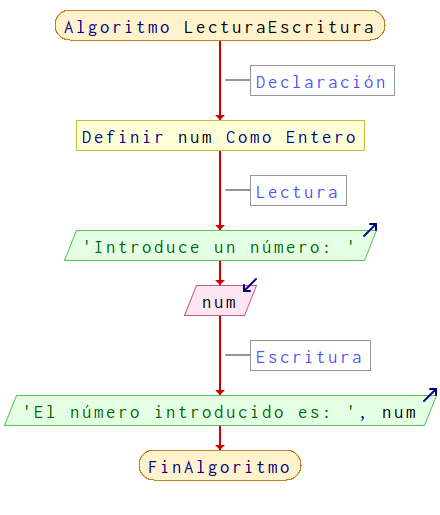 Algoritmo LecturaEscritura
Declaración
Definir num Como Entero
Lectura
'Introduce un número: '
num
Escritura
'El número introducido es: ', num
FinAlgoritmo